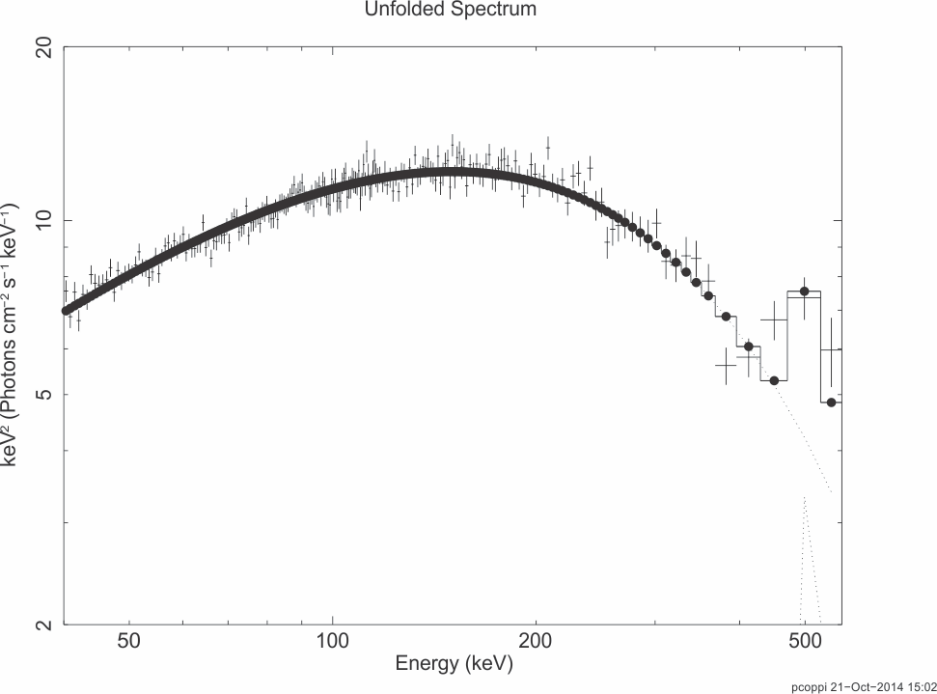 Unfolded Spectrum
20
10
5
2
keV² (Photons cm⁻² s⁻¹ keV⁻¹)
50
100
200
500
Energy (keV)
pcoppi 21−Oct−2014 15:02